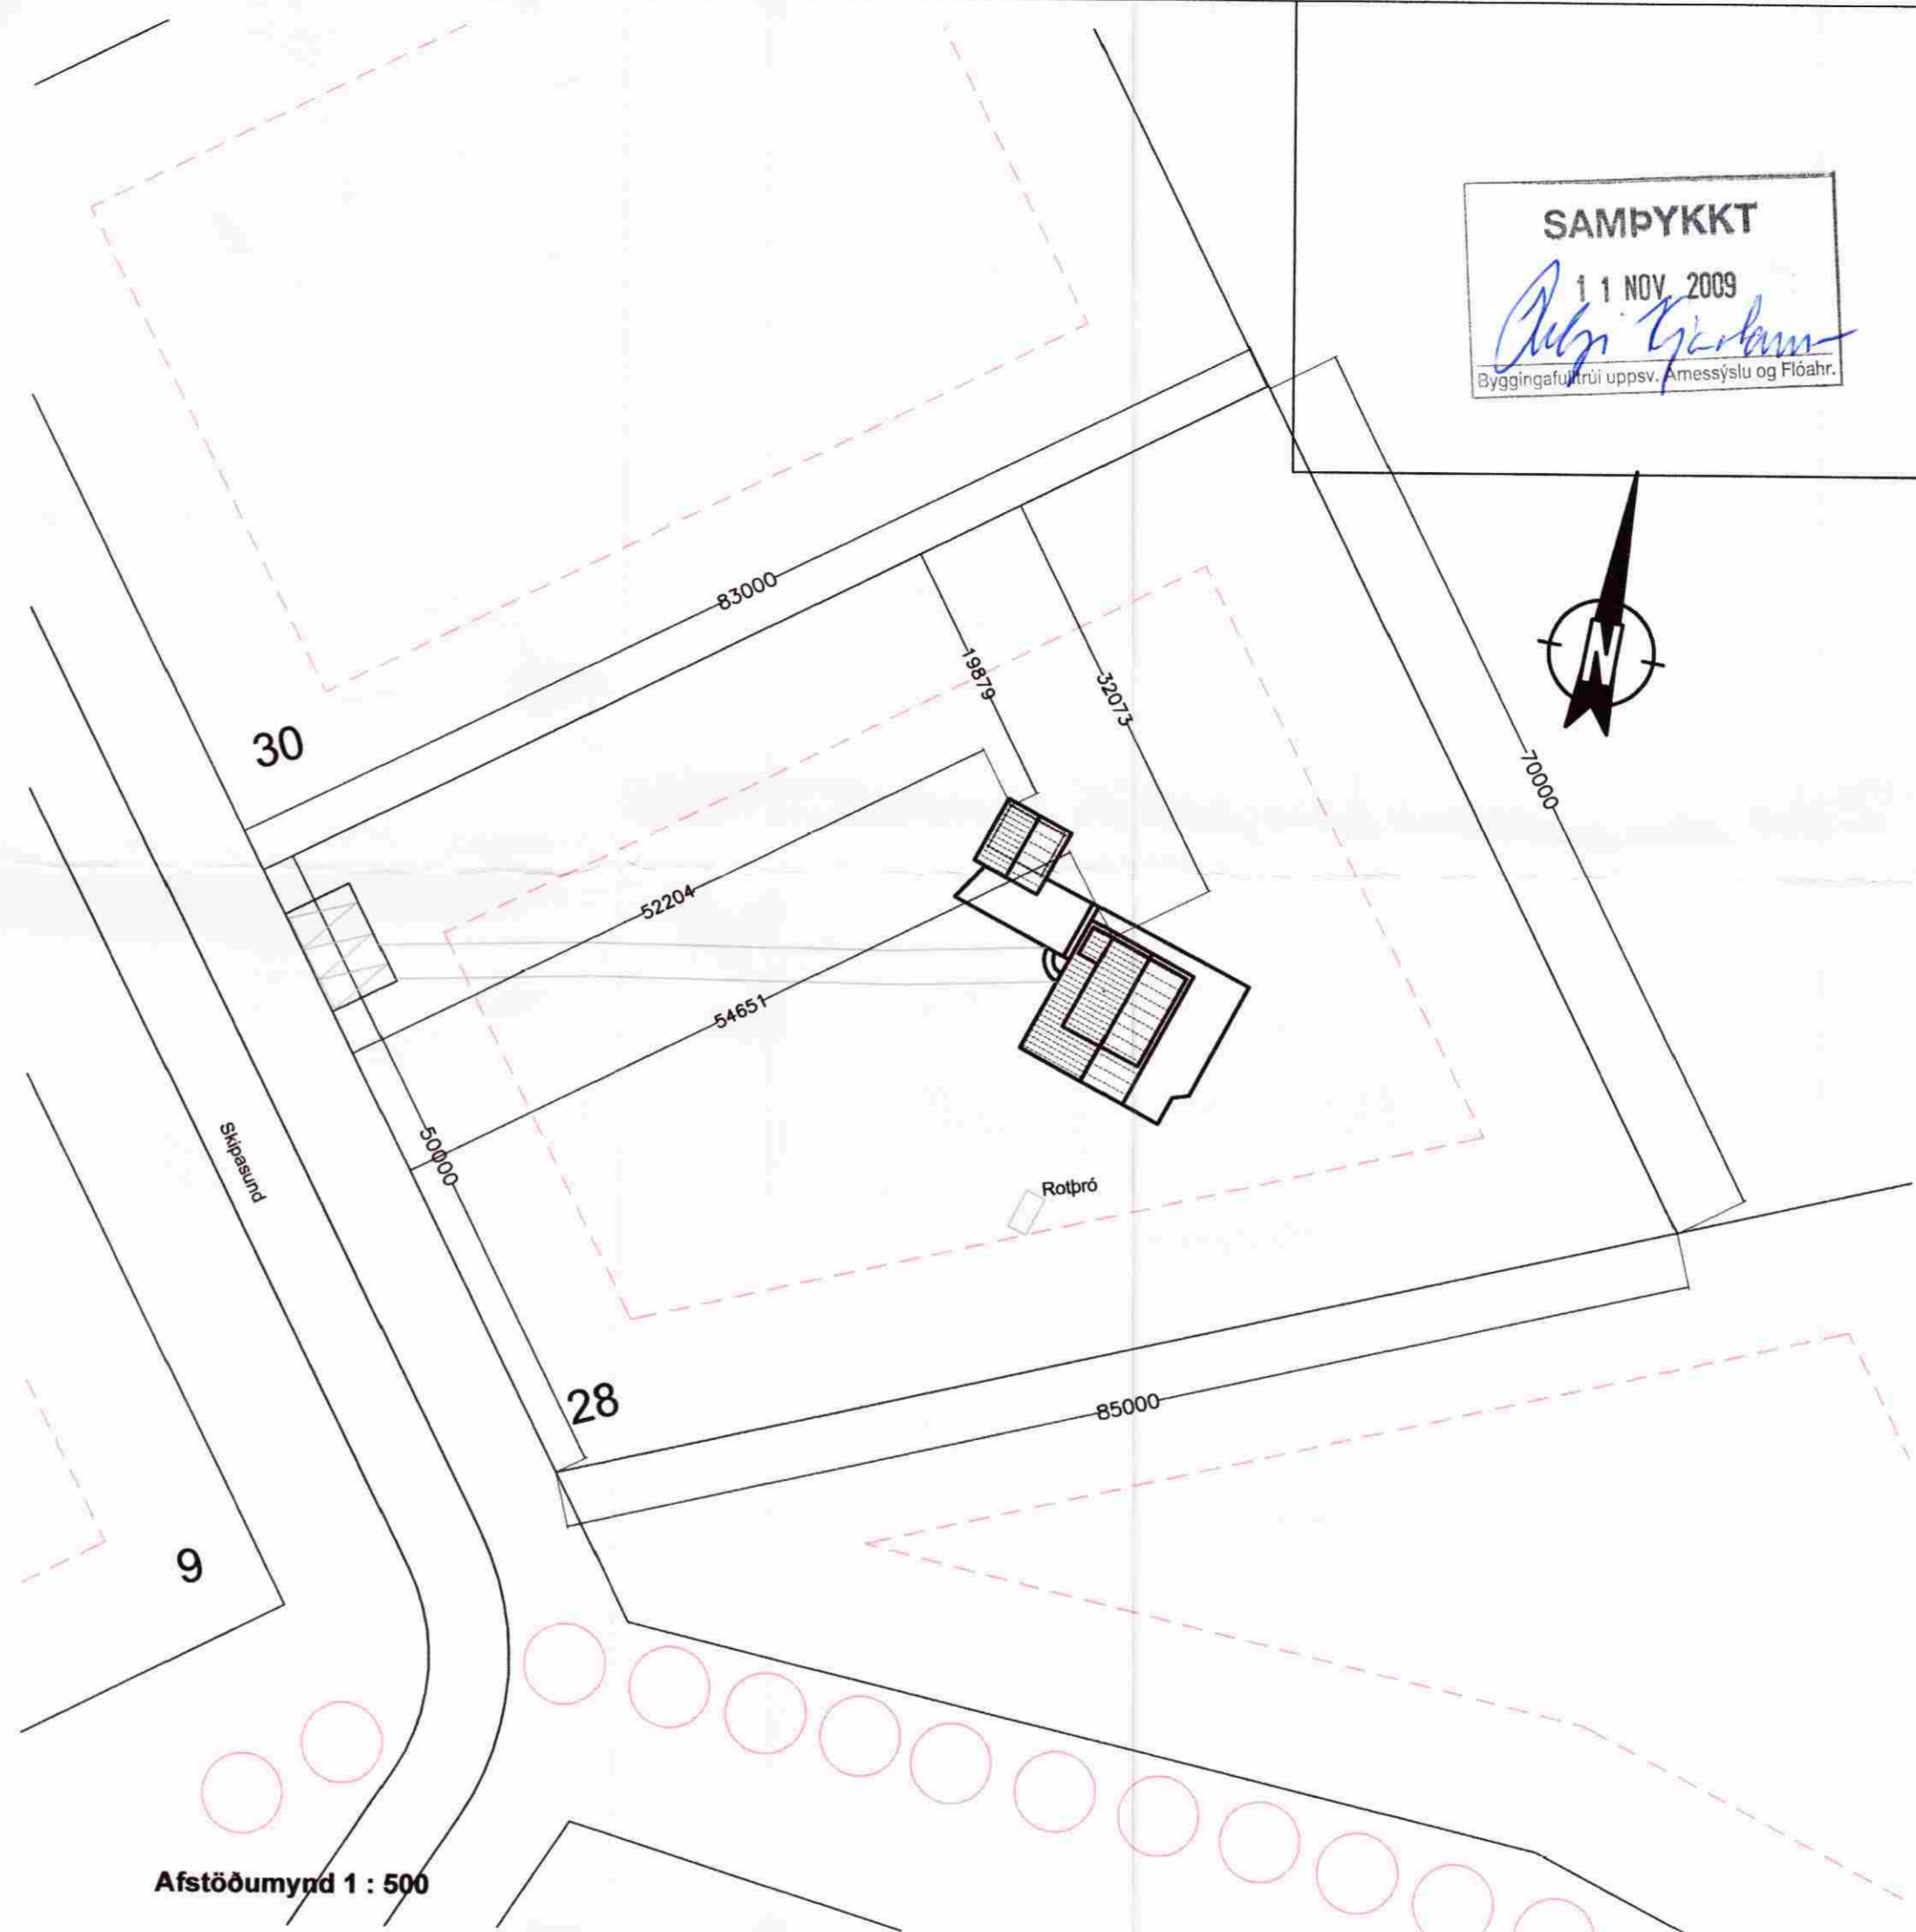 SAMÞYKKT
11 NOV. 2009
Byggingafulltrúi uppsv. Árnessýslu og Flóahr.
83000
19879
32073
N
30
70000
52204
54651
50000
Skipasund
Rotþró
28
85000
9
Afstöðumynd 1 : 500